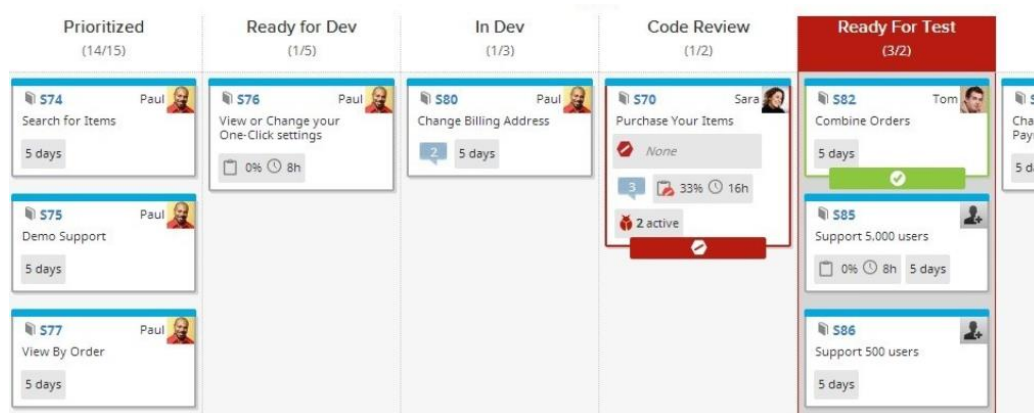 Prioritized
(14/15)
S74 Paul
Search for Items
5 days
S75 Paul
Demo Support
5 days
S77 Paul
View By Order
5 days
Ready for Dev
(1/5)
S76 Paul
View or Change your
One-Click settings
0% 8h
In Dev
(1/3)
S80 Paul
Change Billing Address
2 5 days
Code Review
(1/2)
S70 Sara
Purchase Your Items
None
3 33% 16h
2 active
Ready For Test
(3/2)
S82 Tom
Combine Orders
5 days
S85
Support 5,000 users
0% 8h 5 days
S86
Support 500 users
5 days